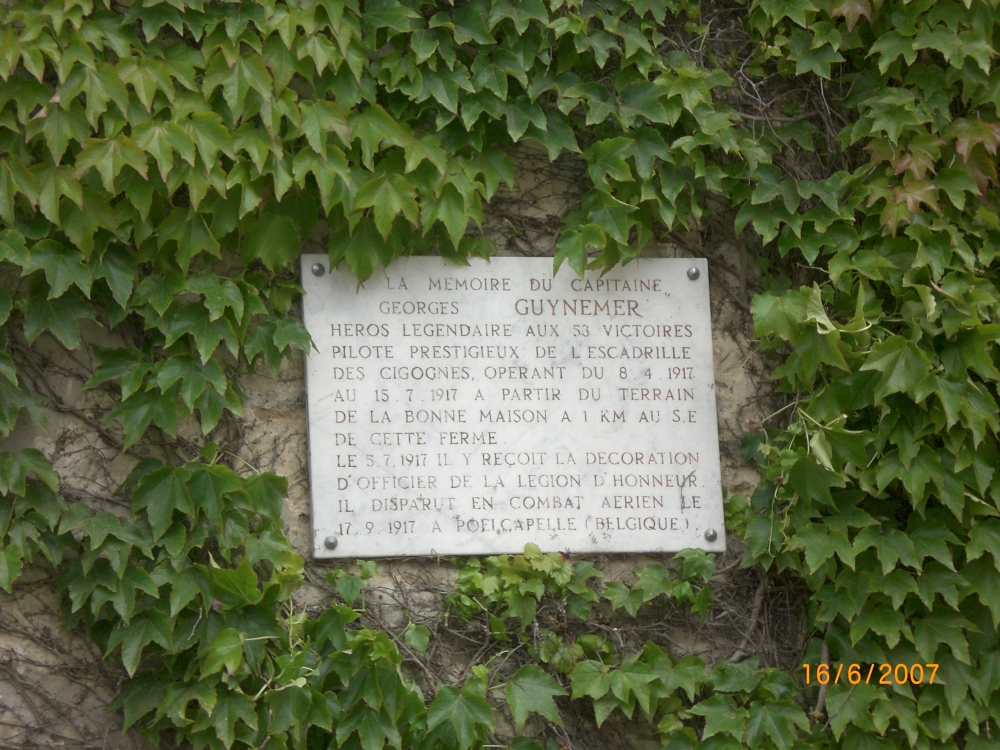 LA MEMOIRE DU CAPITAINE
GEORGES GUYNEMER
HEROS LEGENDAIRE AUX 53 VICTOIRES
PILOTE PRESTIGIEUX DE L'ESCADRILLE
DES CIGOGNES, OPERANT DU 8.4.1917
AU 15.7.1917 A PARTIR DU TERRAIN
DE LA BONNE MAISON A 1 KM AU S.E
DE CETTE FERME.
LE 5.7.1917 IL Y REÇOIT LA DECORATION
D'OFFICIER DE LA LEGION D'HONNEUR.
IL DISPARUT EN COMBAT AERIEN LE
17.9.1917 A POELCAPELLE (BELGIQUE).
16/6/2007